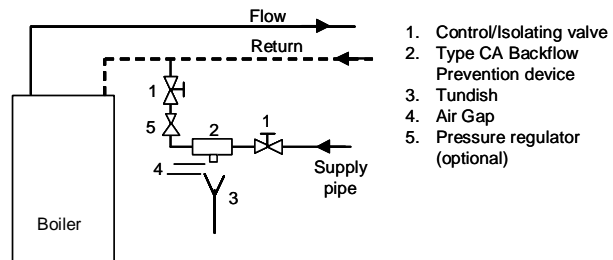 Flow
Return
1
5
2
1
4
3
Supply
pipe
Boiler
1. Control/Isolating valve
2. Type CA Backflow
Prevention device
3. Tundish
4. Air Gap
5. Pressure regulator
(optional)